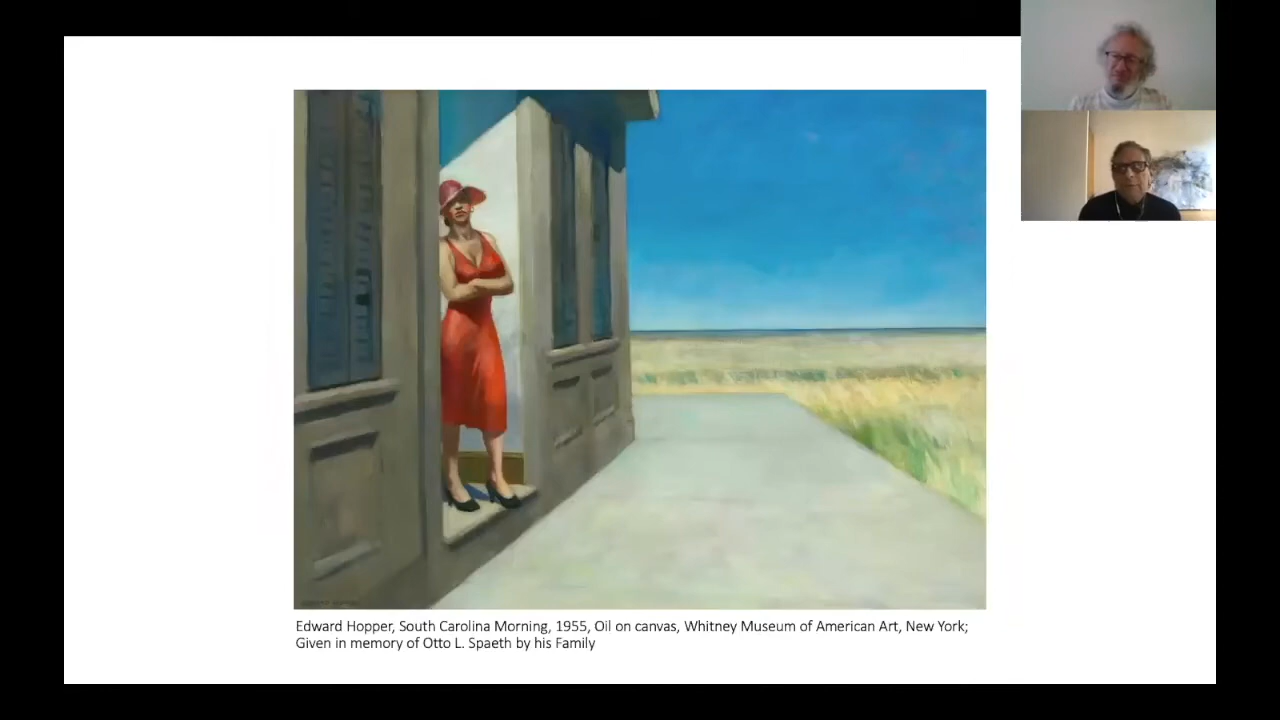 Edward Hopper, South Carolina Morning, 1955, Oil on canvas, Whitney Museum of American Art, New York;
Given in memory of Otto L. Spaeth by his Family